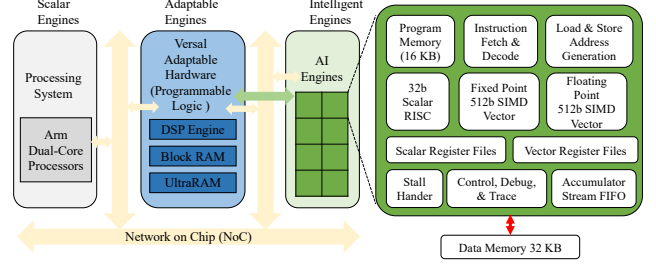 Scalar
Engines
Adaptable
Engines
Intelligent
Engines
Processing
System
Arm
Dual-Core
Processors
Versal
Adaptable
Hardware
(Programmable
Logic )
DSP Engine
Block RAM
UltraRAM
AI
Engines
Network on Chip (NoC)
Program
Memory
(16 KB)
Instruction
Fetch &
Decode
Load & Store
Address
Generation
32b
Scalar
RISC
Fixed Point
512b SIMD
Vector
Floating
Point
512b SIMD
Vector
Scalar Register Files
Vector Register Files
Stall
Hander
Control, Debug,
& Trace
Accumulator
Stream FIFO
Data Memory 32 KB